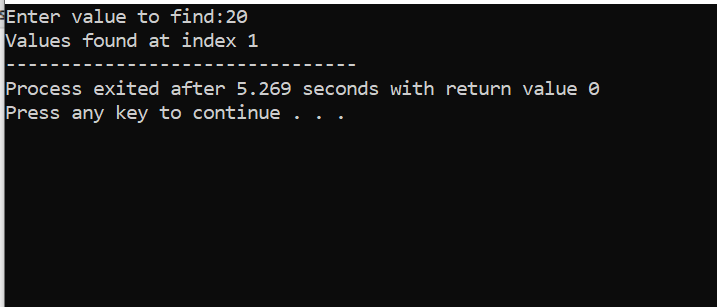 Enter value to find:20
Values found at index 1
--------------------------------
Process exited after 5.269 seconds with return value 0
Press any key to continue . . .